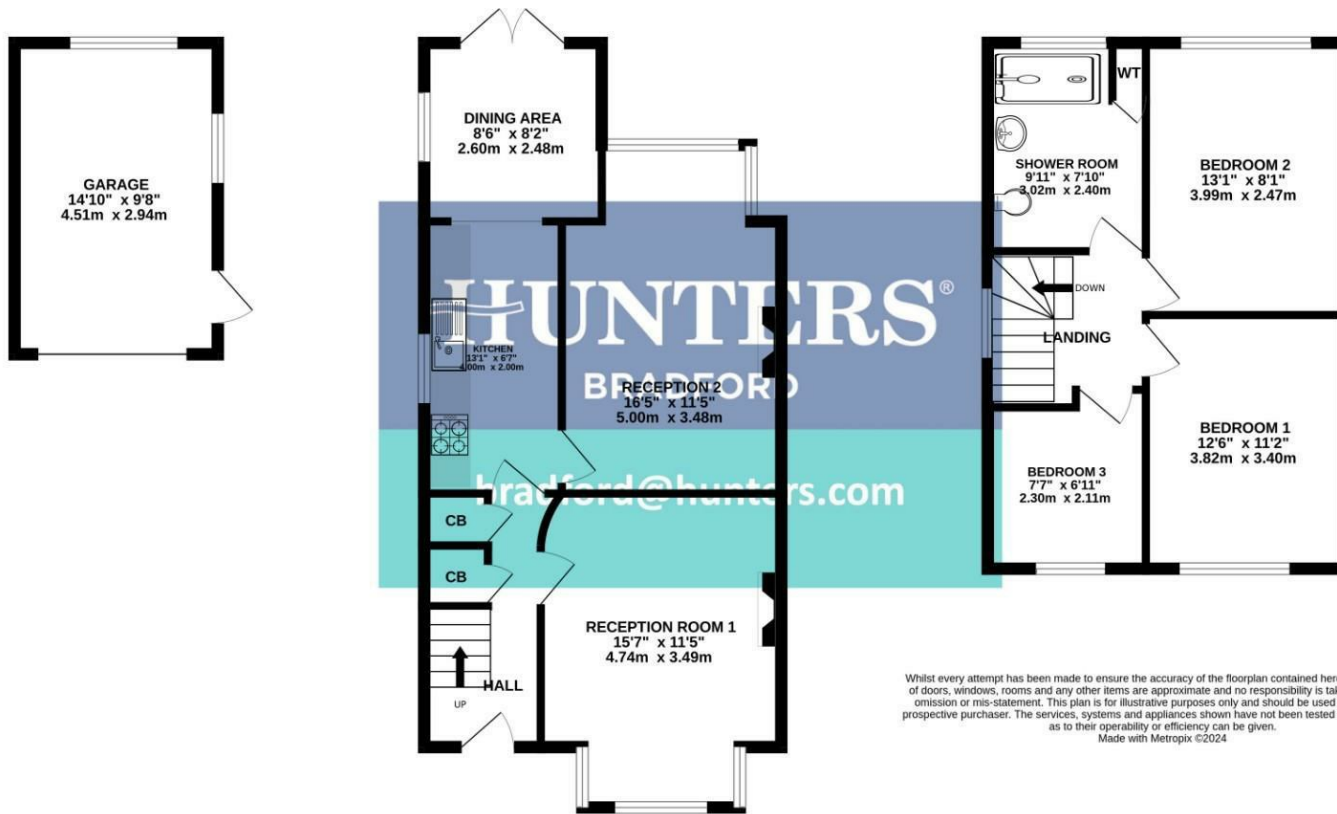 GARAGE
14'10" x 9'8"
4.51m x 2.94m
DINING AREA
8'6" x 8'2"
2.60m x 2.48m
KITCHEN
13'1" x 6'7"
4.00m x 2.00m
RECEPTION 2
16'5" x 11'5"
5.00m x 3.48m
HUNTERS®
BRADFORD
bradford@hunters.com
CB
CB
RECEPTION ROOM 1
15'7" x 11'5"
4.74m x 3.49m
HALL
UP
WT
SHOWER ROOM
9'11" x 7'10"
3.02m x 2.40m
BEDROOM 2
13'1" x 8'1"
3.99m x 2.47m
DOWN
LANDING
BEDROOM 1
12'6" x 11'2"
3.82m x 3.40m
BEDROOM 3
7'7" x 6'11"
2.30m x 2.11m
Whilst every attempt has been made to ensure the accuracy of the floorplan contained
of doors, windows, rooms and any other items are approximate and no responsibility is
omission or mis-statement. This plan is for illustrative purposes only and should be used
prospective purchaser. The services, systems and appliances shown have not been tested
as to their operability or efficiency can be given.
Made with Metropix ©2024